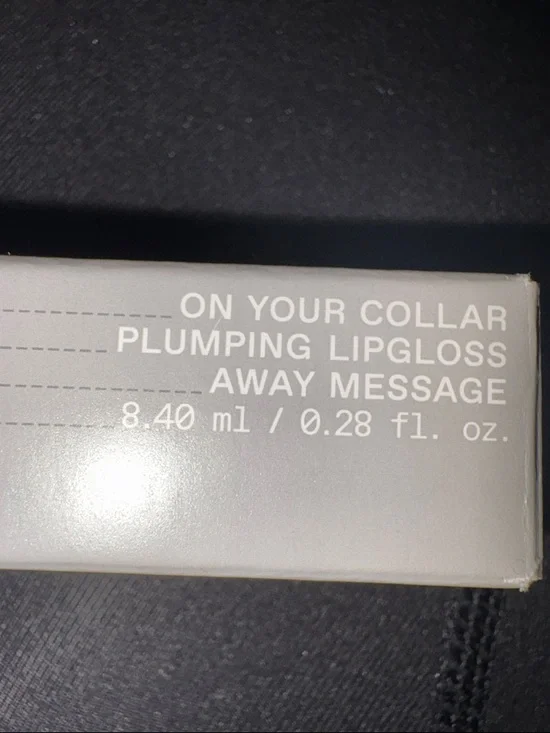 ON YOUR COLLAR
PLUMPING LIPGLOSS
AWAY MESSAGE
8.40 ml / 0.28 fl. oz.